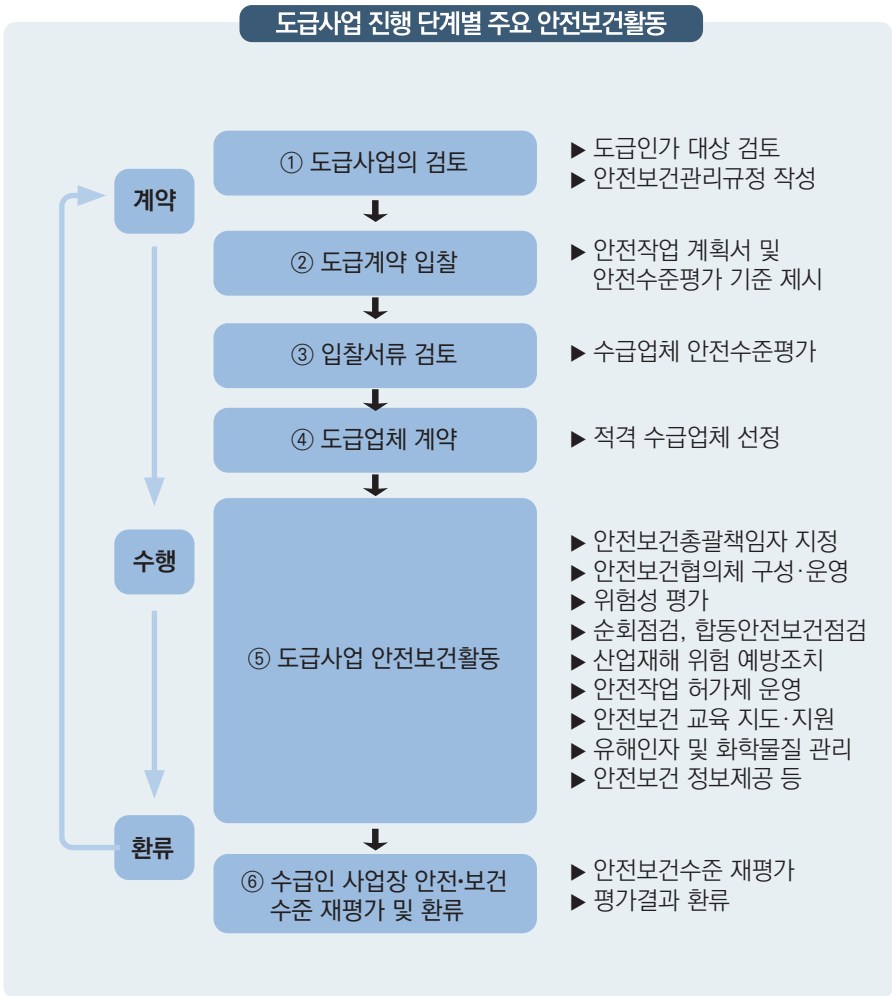 도급사업 진행 단계별 주요 안전보건활동
계약
① 도급사업의 검토
▶ 도급인가 대상 검토
▶ 안전보건관리규정 작성
② 도급계약 입찰
▶ 안전작업 계획서 및
안전수준평가 기준 제시
③ 입찰서류 검토
▶ 수급업체 안전수준평가
④ 도급업체 계약
▶ 적격 수급업체 선정
수행
⑤ 도급사업 안전보건활동
▶ 안전보건총괄책임자 지정
▶ 안전보건협의체 구성·운영
▶ 위험성 평가
▶ 순회점검, 합동안전보건점검
▶ 산업재해 위험 예방조치
▶ 안전작업 허가제 운영
▶ 안전보건 교육 지도·지원
▶ 유해인자 및 화학물질 관리
▶ 안전보건 정보제공 등
환류
⑥ 수급인 사업장 안전·보건
수준 재평가 및 환류
▶ 안전보건수준 재평가
▶ 평가결과 환류